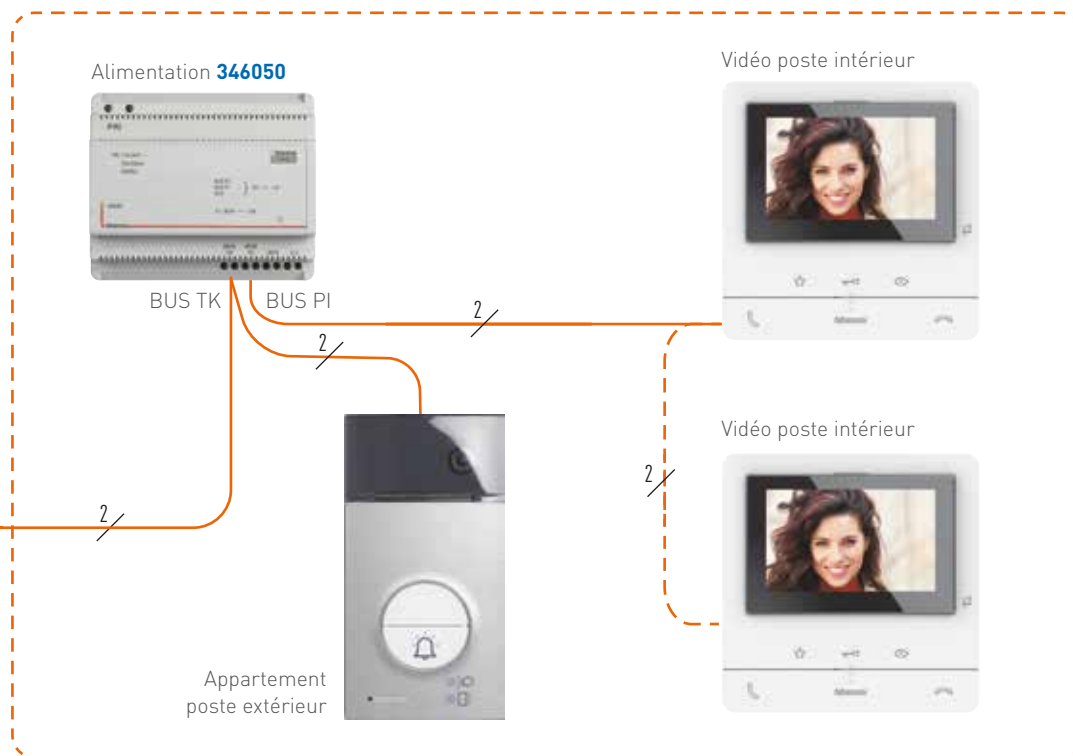 Alimentation 346050
Vidéo poste intérieur
BUS TK
BUS PI
2
2
Vidéo poste intérieur
2
2
Appartement
poste extérieur